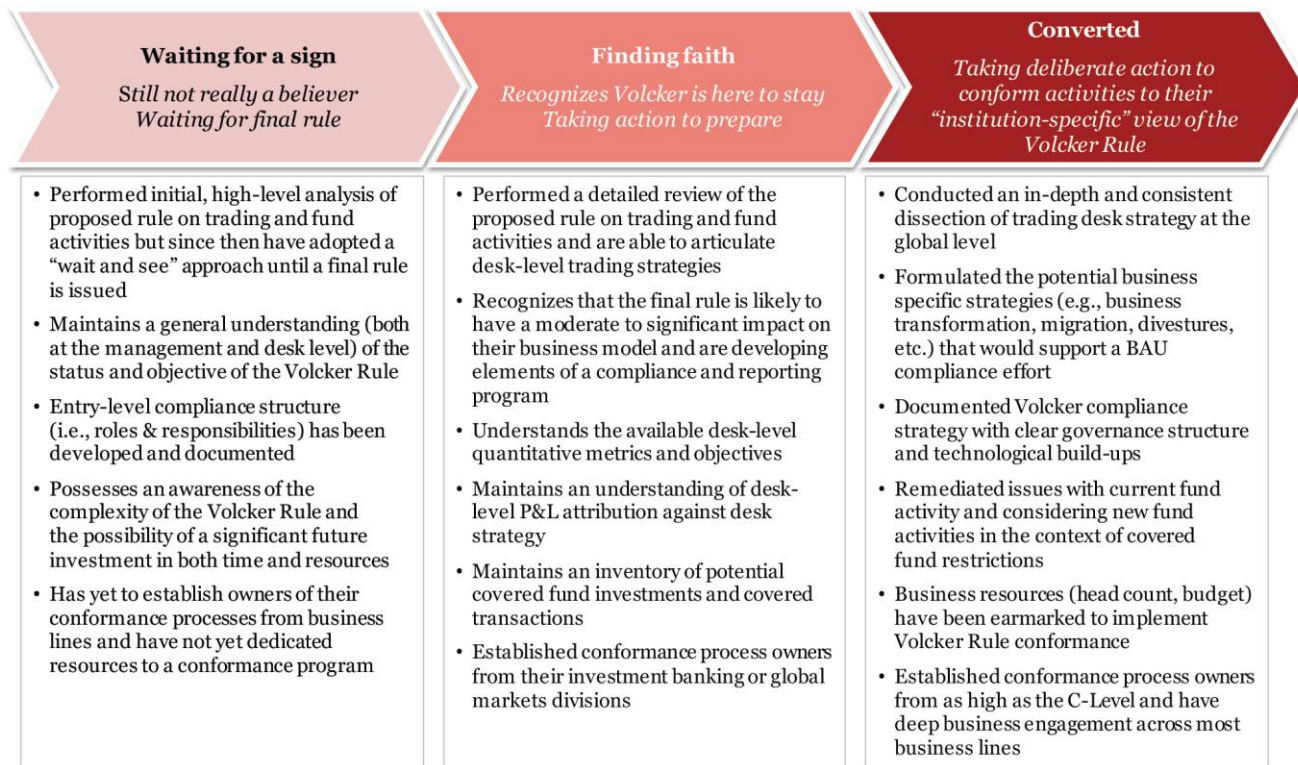 Waiting for a sign
Still not really a believer
Waiting for final rule
• Performed initial, high-level analysis of
proposed rule on trading and fund
activities but since then have adopted a
“wait and see” approach until a final rule
is issued
• Maintains a general understanding (both
at the management and desk level) of the
status and objective of the Volcker Rule
• Entry-level compliance structure
(i.e., roles & responsibilities) has been
developed and documented
• Possesses an awareness of the
complexity of the Volcker Rule and
the possibility of a significant future
investment in both time and resources
• Has yet to establish owners of their
conformance processes from business
lines and have not yet dedicated
resources to a conformance program
Finding faith
Recognizes Volcker is here to stay
Taking action to prepare
• Performed a detailed review of the
proposed rule on trading and fund
activities and are able to articulate
desk-level trading strategies
• Recognizes that the final rule is likely to
have a moderate to significant impact on
their business model and are developing
elements of a compliance and reporting
program
• Understands the available desk-level
quantitative metrics and objectives
• Maintains an understanding of desk-
level P&L attribution against desk
strategy
• Maintains an inventory of potential
covered fund investments and covered
transactions
• Established conformance process owners
from their investment banking or global
markets divisions
Converted
Taking deliberate action to
conform activities to their
“institution-specific” view of the
Volcker Rule
• Conducted an in-depth and consistent
dissection of trading desk strategy at the
global level
• Formulated the potential business
specific strategies (e.g., business
transformation, migration, divestures,
etc.) that would support a BAU
compliance effort
• Documented Volcker compliance
strategy with clear governance structure
and technological build-ups
• Remediated issues with current fund
activity and considering new fund
activities in the context of covered
fund restrictions
• Business resources (head count, budget)
have been earmarked to implement
Volcker Rule conformance
• Established conformance process owners
from as high as the C-Level and have
deep business engagement across most
business lines